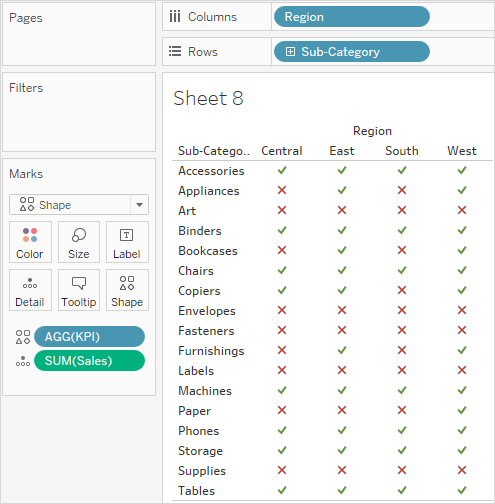 Pages
Columns
Region
Rows
Sub-Category
Filters
Sheet 8
Region
Sub-Catego.. Central East South West
Accessories
Appliances
Art
Binders
Bookcases
Chairs
Copiers
Envelopes
Fasteners
Furnishings
Labels
Machines
Paper
Phones
Storage
Supplies
Tables
Marks
Shape
Color Size Label
Detail Tooltip Shape
AGG(KPI)
SUM(Sales)